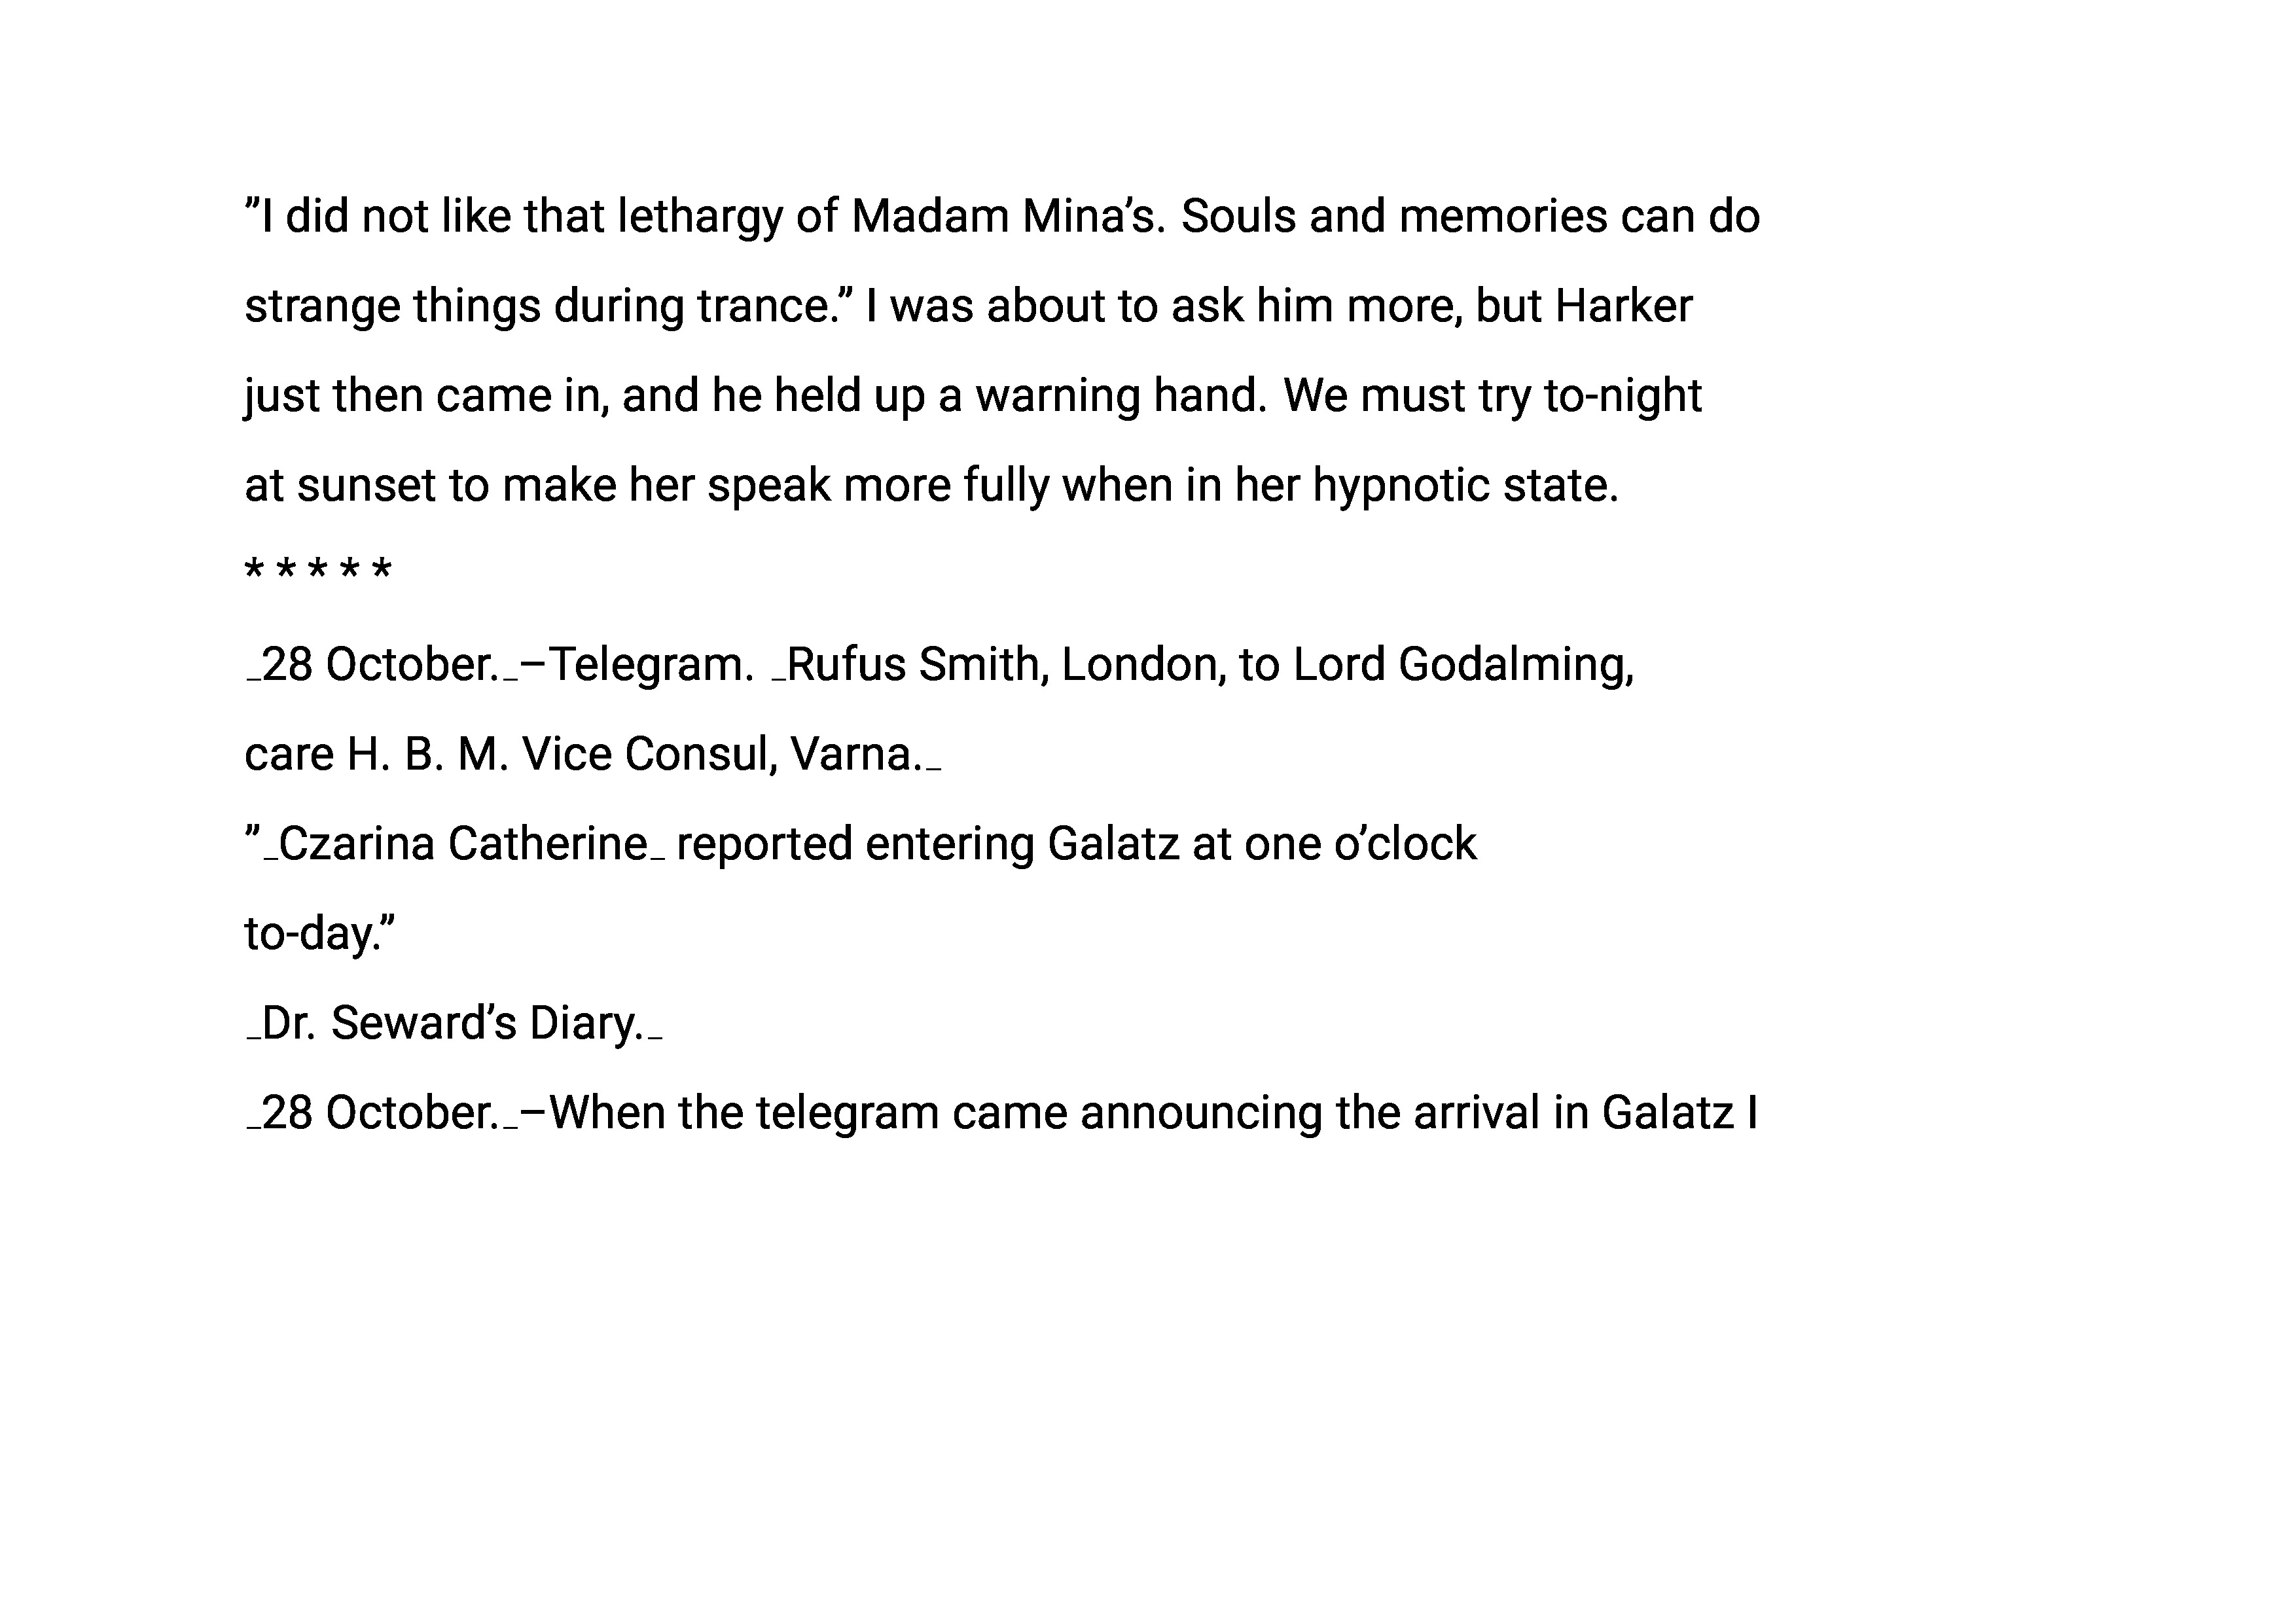 ”I did not like that lethargy of Madam Mina’s. Souls and memories can do
strange things during trance.” I was about to ask him more, but Harker
just then came in, and he held up a warning hand. We must try to-night
at sunset to make her speak more fully when in her hypnotic state.
* * * * *
_28 October._–Telegram. _Rufus Smith, London, to Lord Godalming,
care H. B. M. Vice Consul, Varna._
”_Czarina Catherine_ reported entering Galatz at one o’clock
to-day.”
_Dr. Seward’s Diary._
_28 October._–When the telegram came announcing the arrival in Galatz I